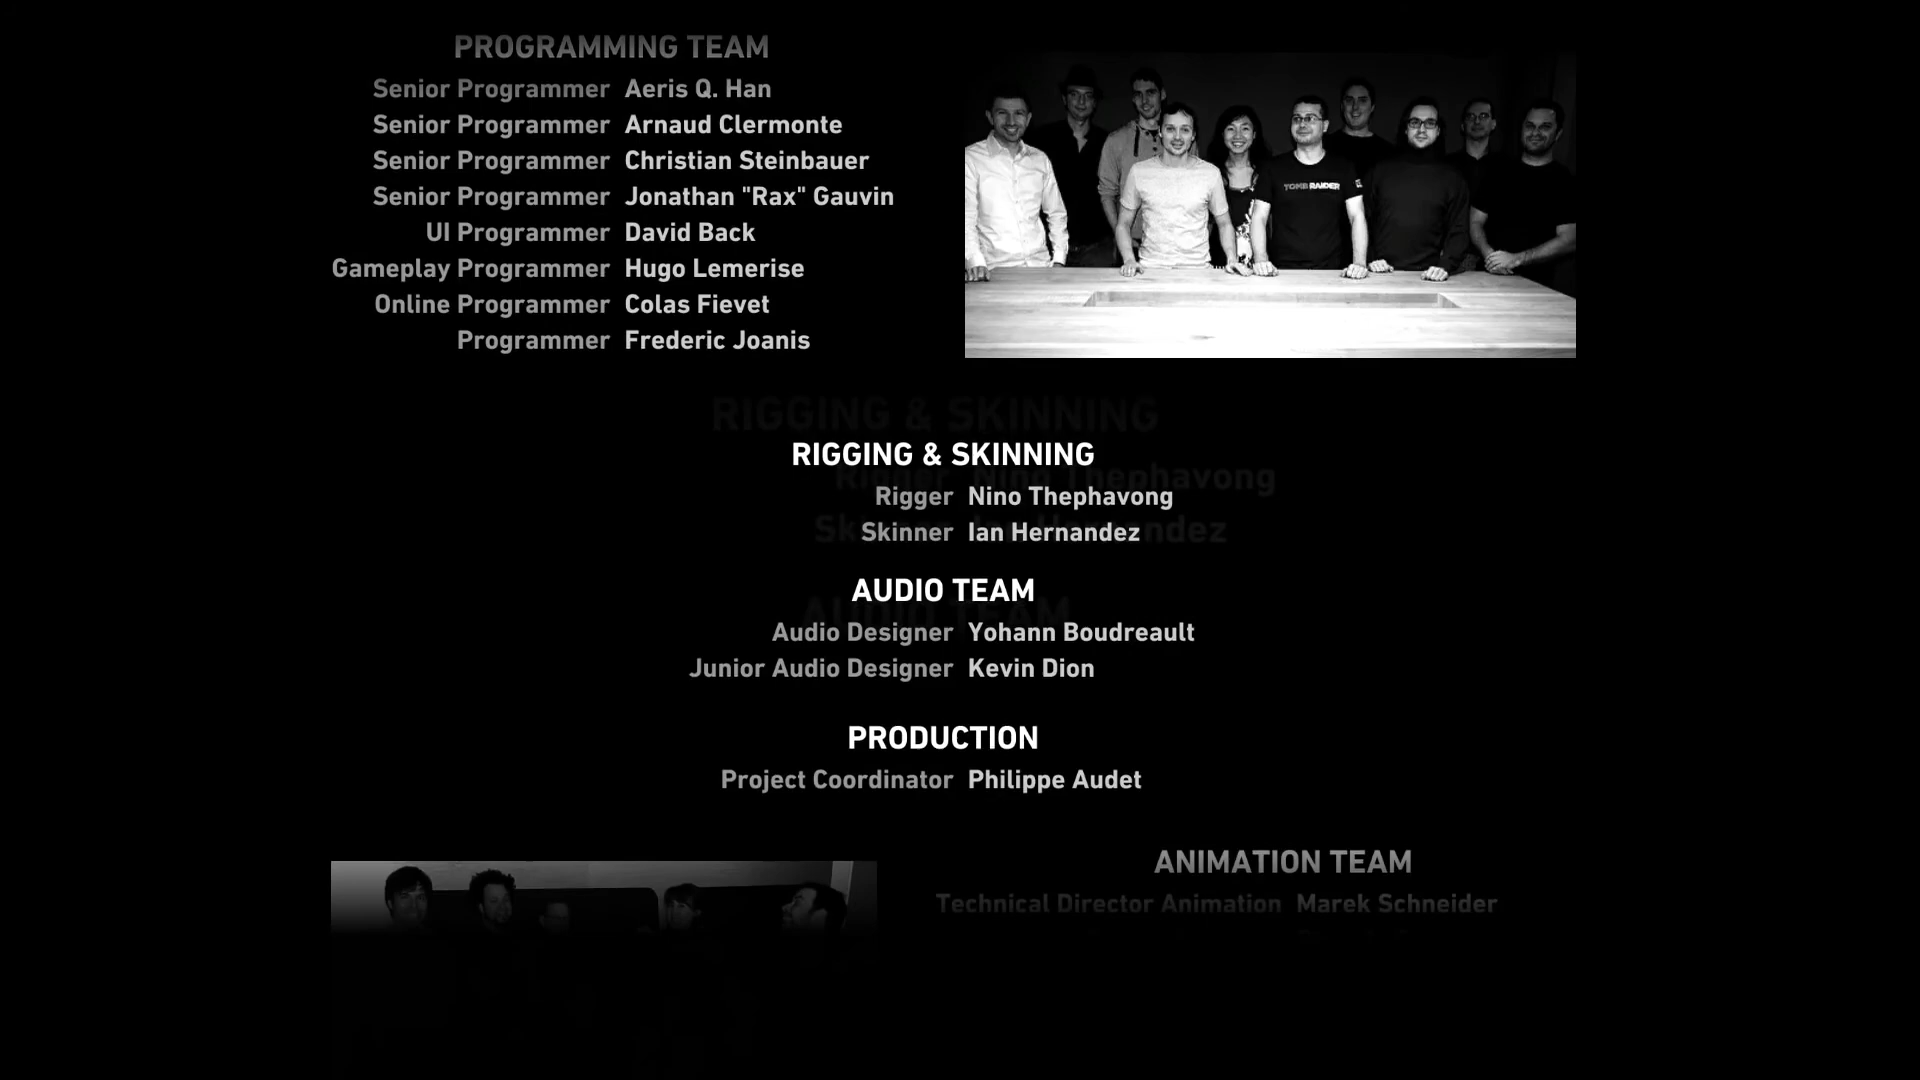 PROGRAMMING TEAM
Senior Programmer Aeris Q. Han
Senior Programmer Arnaud Clermonte
Senior Programmer Christian Steinbauer
Senior Programmer Jonathan "Rax" Gauvin
UI Programmer David Back
Gameplay Programmer Hugo Lemerise
Online Programmer Colas Fievet
Programmer Frederic Joanis
TOMB RAIDER
RIGGING & SKINNING
Rigger Nino Thephavong
Skinner Ian Hernandez
AUDIO TEAM
Audio Designer Yohann Boudreault
Junior Audio Designer Kevin Dion
PRODUCTION
Project Coordinator Philippe Audet
ANIMATION TEAM
Technical Director Animation Marek Schneider